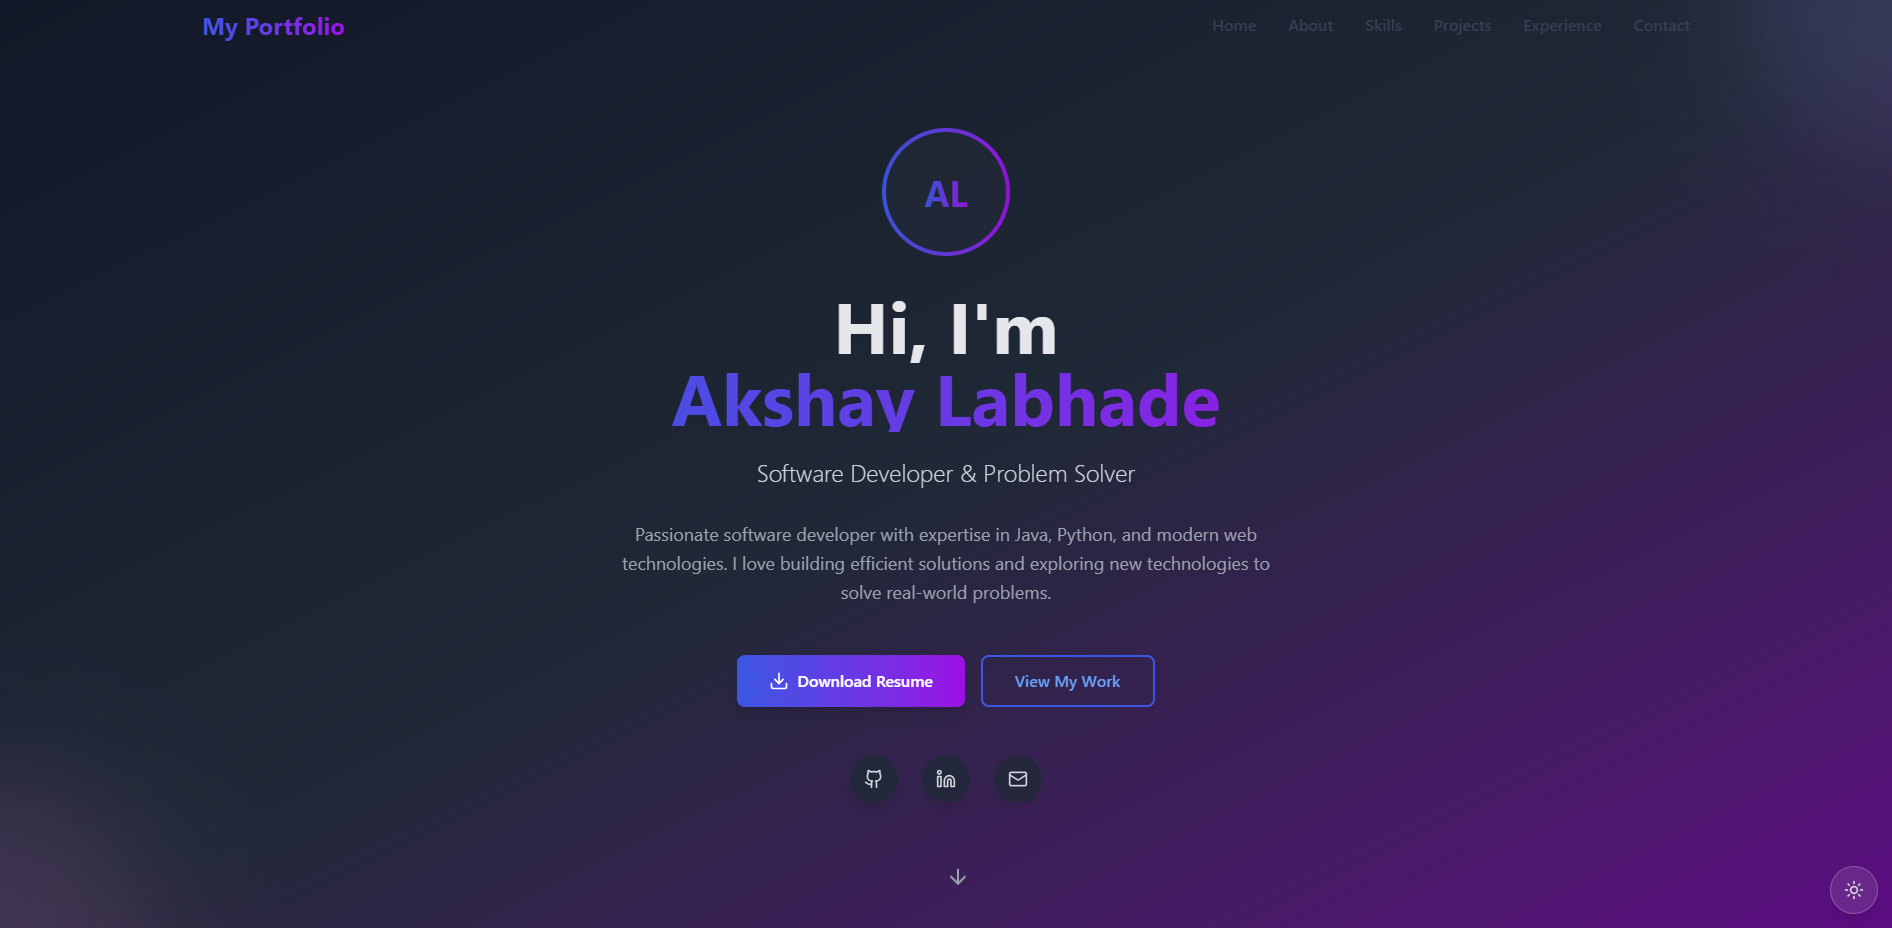 My Portfolio
Home About Skills Projects Experience Contact
AL
Hi, I'm
Akshay Labhade
Software Developer & Problem Solver
Passionate software developer with expertise in Java, Python, and modern web
technologies. I love building efficient solutions and exploring new technologies to
solve real-world problems.
Download Resume
View My Work